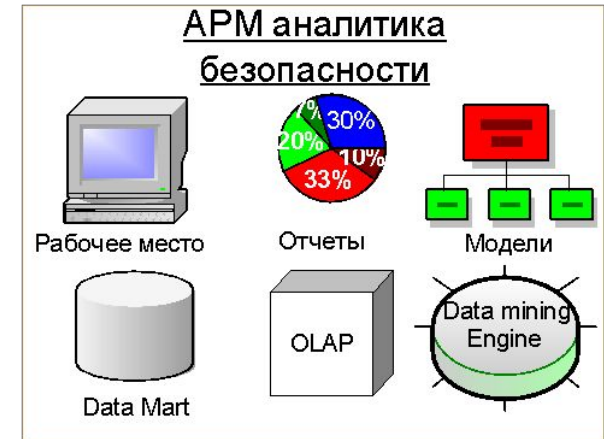 АРМ аналитика
безопасности
7%
30%
20%
10%
33%
Рабочее место
Отчеты
Модели
Data mining
Engine
OLAP
Data Mart